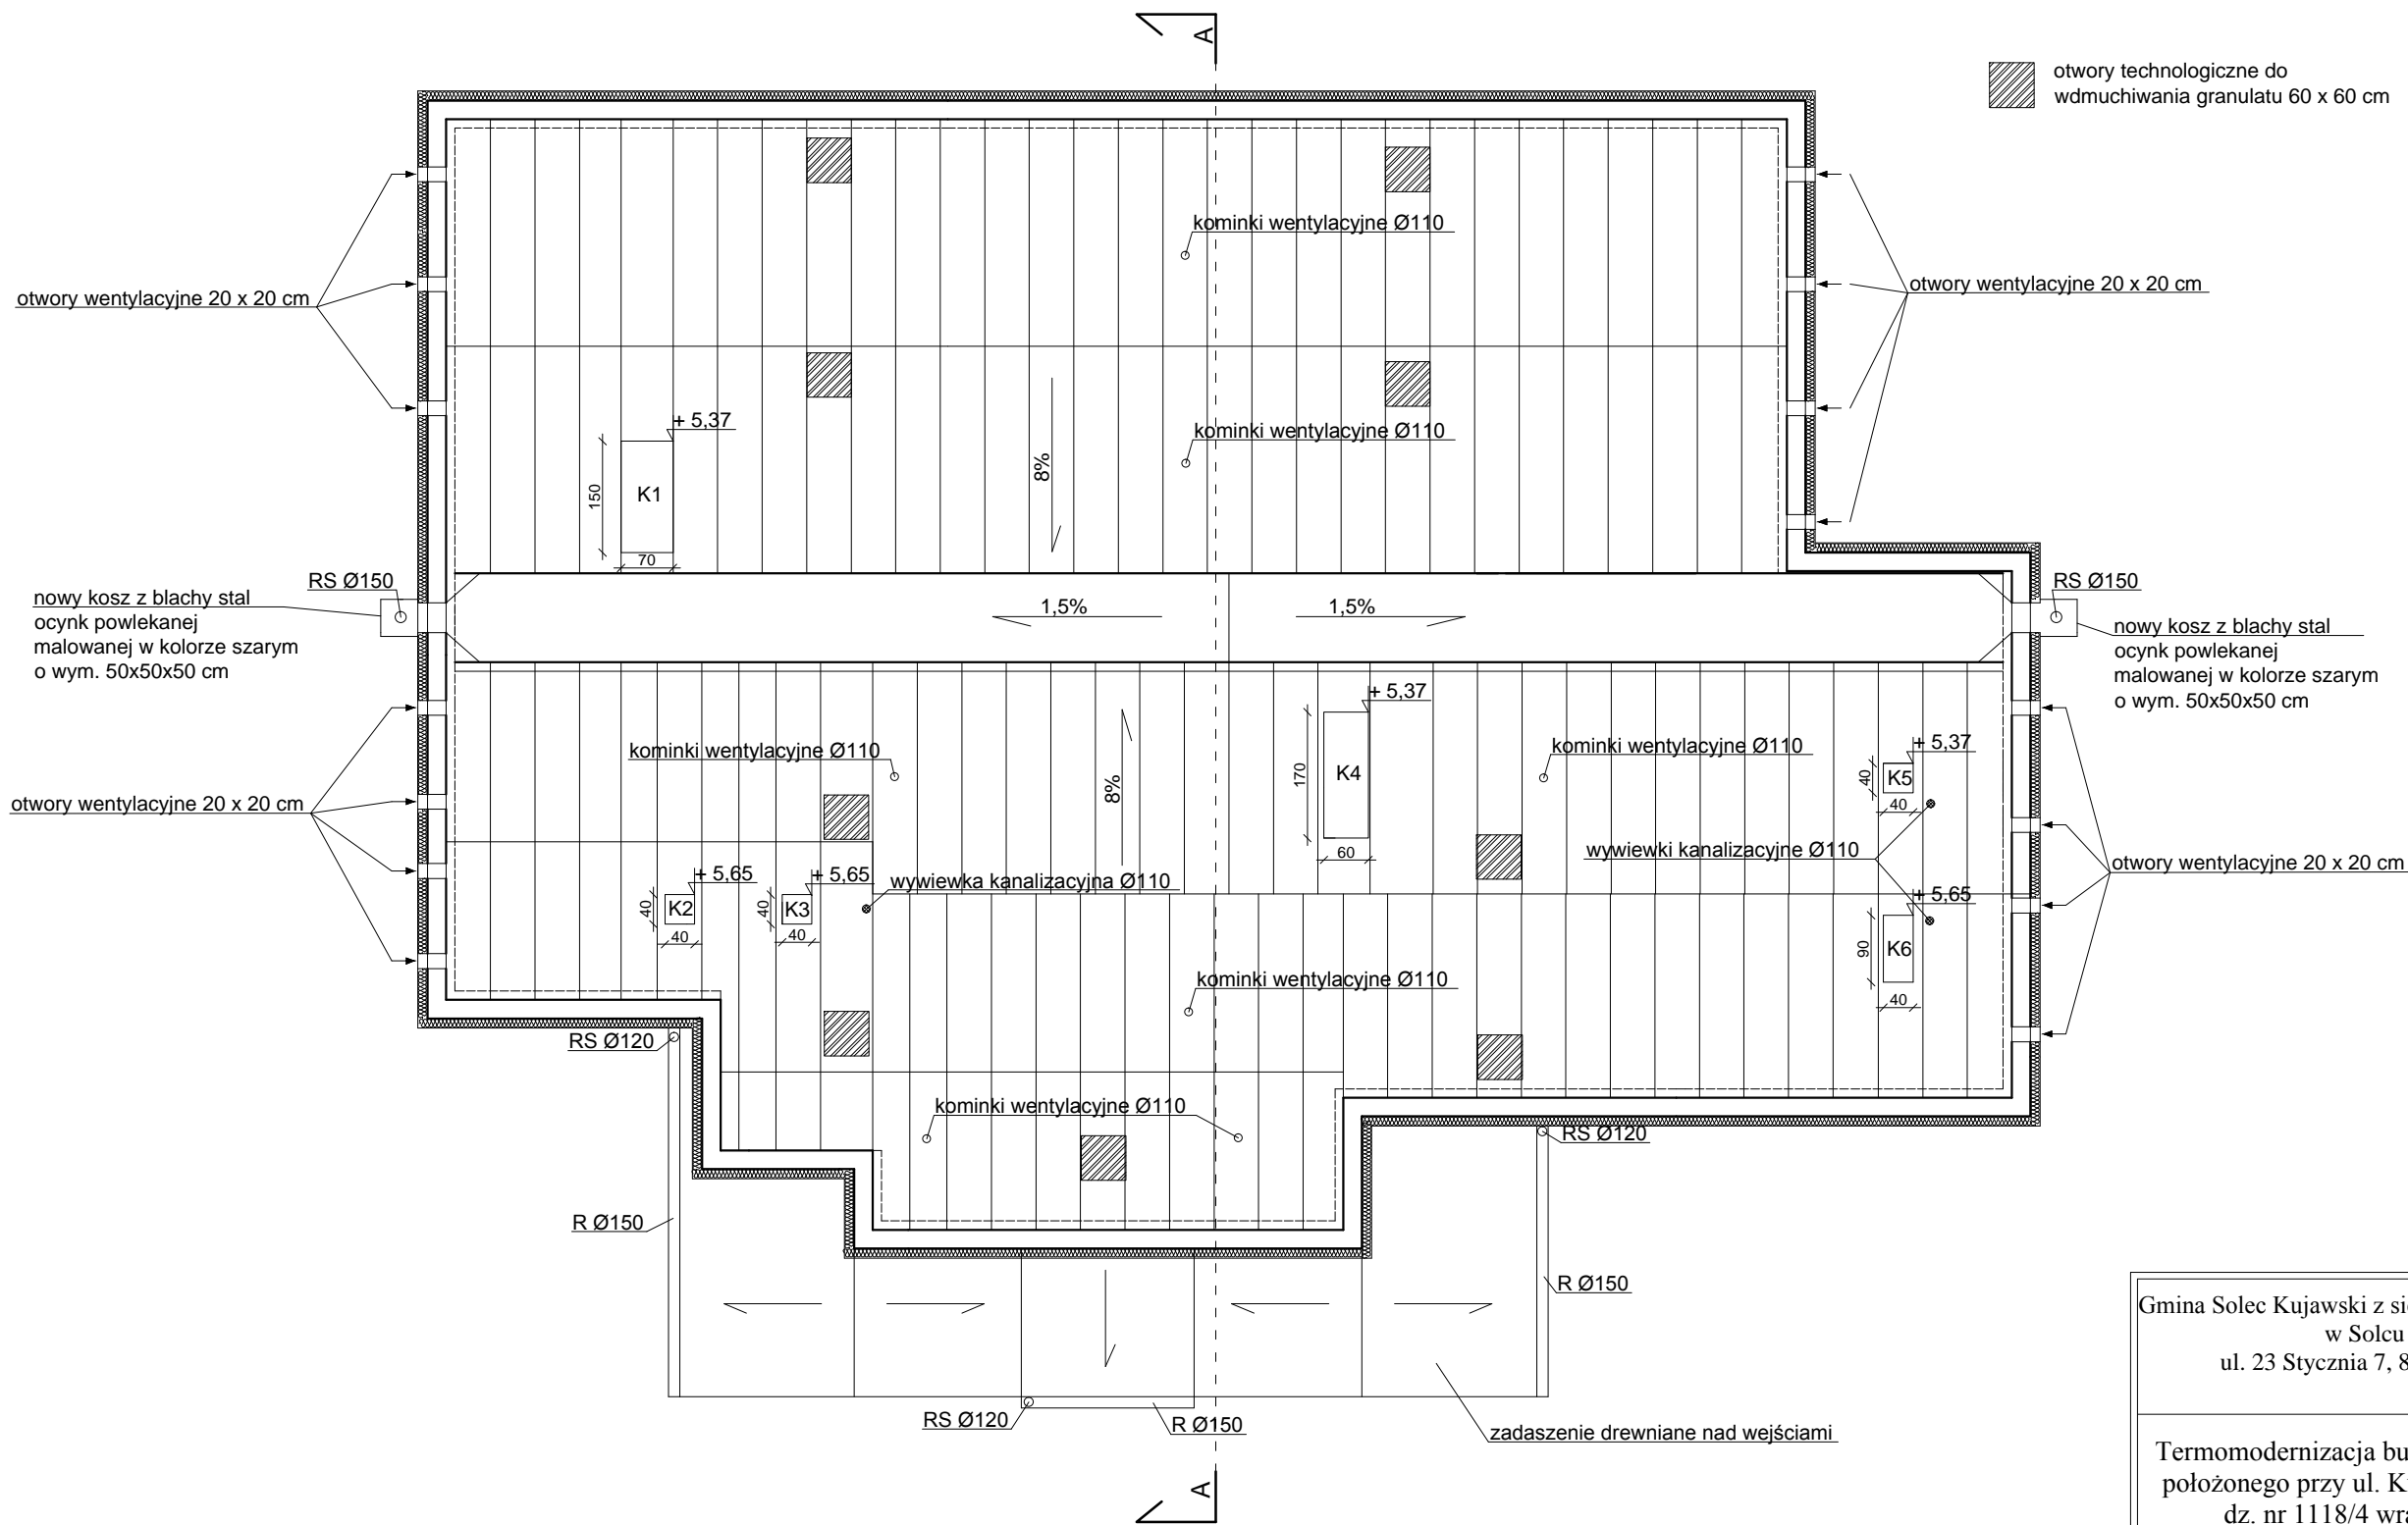 A
otwory technologiczne do
wdmuchiwania granulatu 60 x 60 cm
kominki wentylacyjne Ø110
otwory wentylacyjne 20 x 20 cm
otwory wentylacyjne 20 x 20 cm
+ 5,37
kominki wentylacyjne Ø110
8%
150
K1
70
RS Ø150
nowy kosz z blachy stal
ocynk powlekanej
malowanej w kolorze szarym
o wym. 50x50x50 cm
1,5%
1,5%
RS Ø150
nowy kosz z blachy stal
ocynk powlekanej
malowanej w kolorze szarym
o wym. 50x50x50 cm
+ 5,37
kominki wentylacyjne Ø110
8%
170
K4
60
kominki wentylacyjne Ø110
+ 5,37
40
K5
40
otwory wentylacyjne 20 x 20 cm
wywiewki kanalizacyjne Ø110
otwory wentylacyjne 20 x 20 cm
+ 5,65
40
K2
40
+ 5,65
40
K3
40
wywiewka kanalizacyjna Ø110
+ 5,65
90
K6
40
kominki wentylacyjne Ø110
RS Ø120
kominki wentylacyjne Ø110
RS Ø120
R Ø150
R Ø150
RS Ø120
R Ø150
zadaszenie drewniane nad wejściami
A
Gmina Solec Kujawski z
w Solcu
ul. 23 Stycznia 7,
Termomodernizacja
położonego przy ul.
dz. nr 1118/4